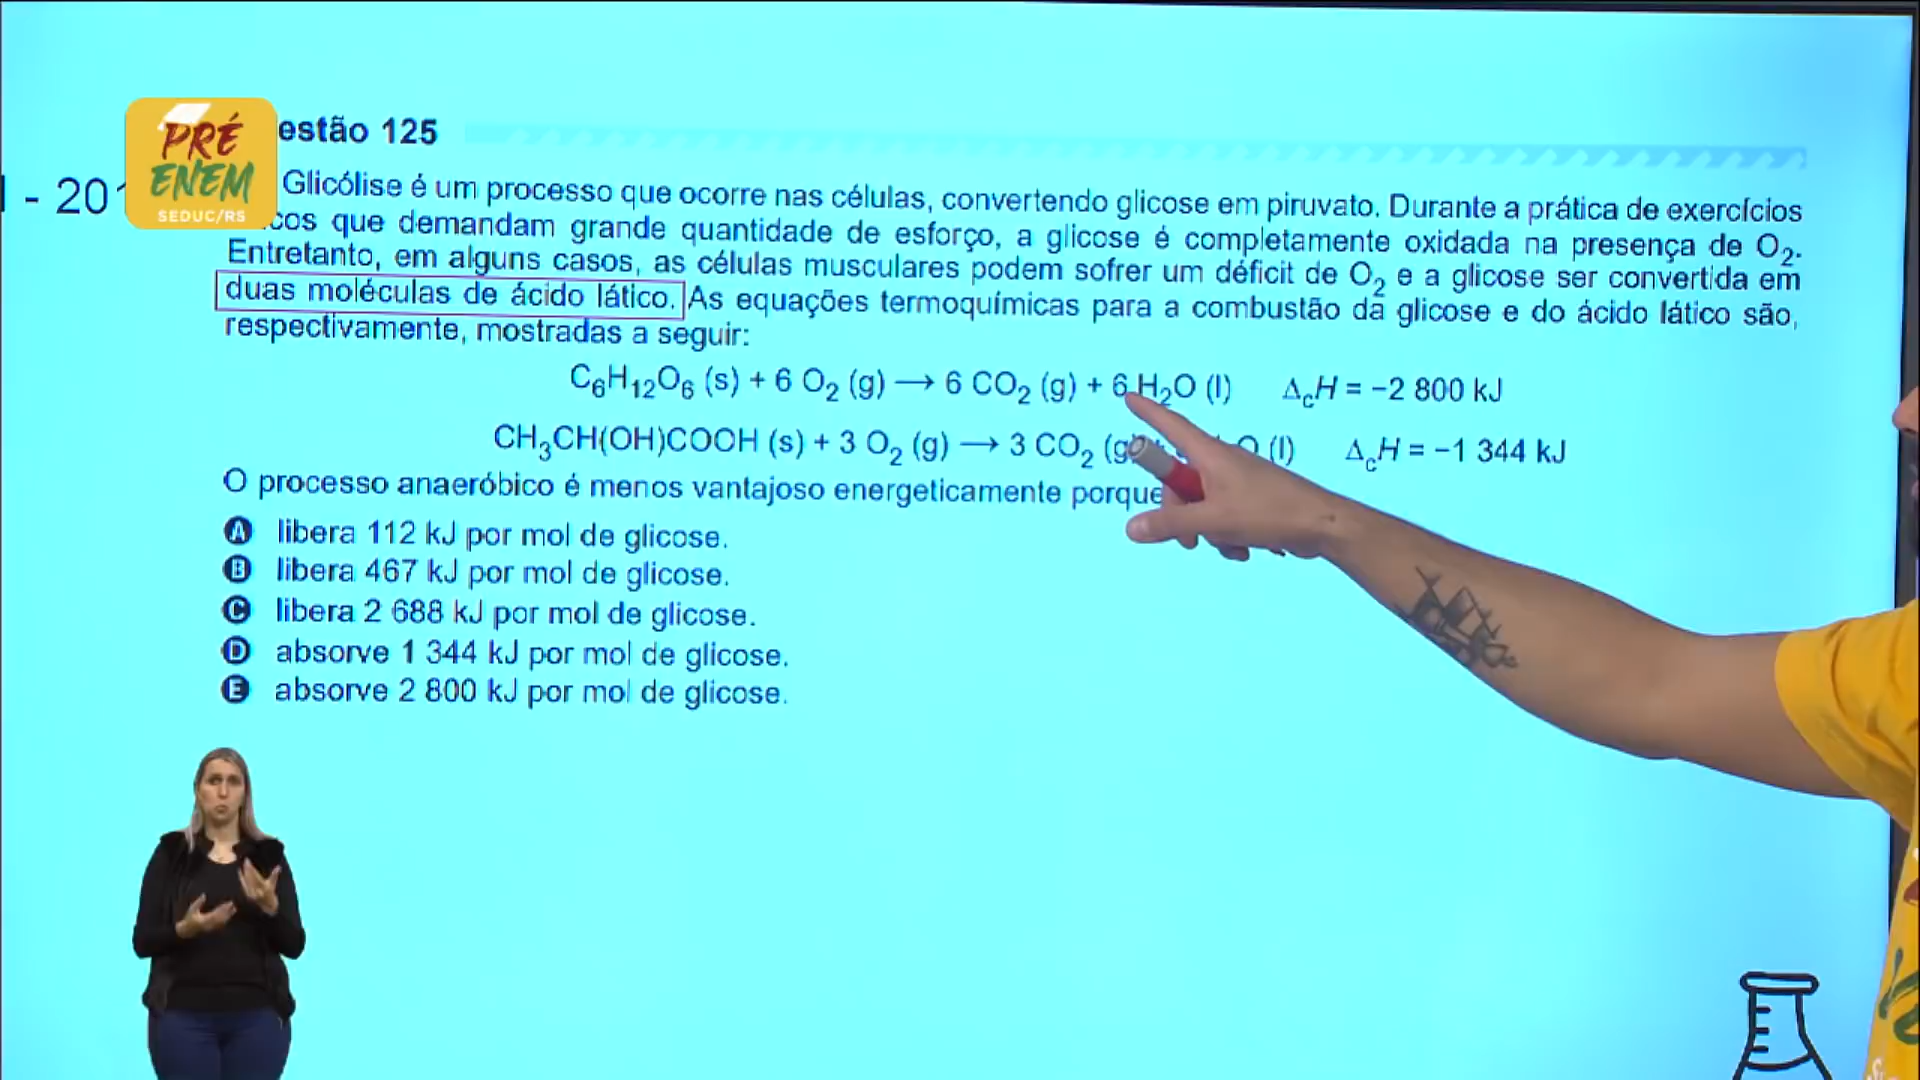 PRÉ
ENEM
SEDUC/RS
estão 125
- 20
Glicólise é um processo que ocorre nas células, convertendo glicose em piruvato. Durante a prática de exercícios
cos que demandam grande quantidade de esforço, a glicose é completamente oxidada na presença de O₂.
Entretanto, em alguns casos, as células musculares podem sofrer um déficit de O₂ e a glicose ser convertida em
duas moléculas de ácido lático. As equações termoquímicas para a combustão da glicose e do ácido lático são,
respectivamente, mostradas a seguir:
C₆H₁₂O₆ (s) + 6 O₂ (g) → 6 CO₂ (g) + 6 H₂O (l) ΔcH = −2 800 kJ
CH₃CH(OH)COOH (s) + 3 O₂ (g) → 3 CO₂ (g) O (l) ΔcH = −1 344 kJ
O processo anaeróbico é menos vantajoso energeticamente porque
A libera 112 kJ por mol de glicose.
B libera 467 kJ por mol de glicose.
C libera 2 688 kJ por mol de glicose.
D absorve 1 344 kJ por mol de glicose.
E absorve 2 800 kJ por mol de glicose.